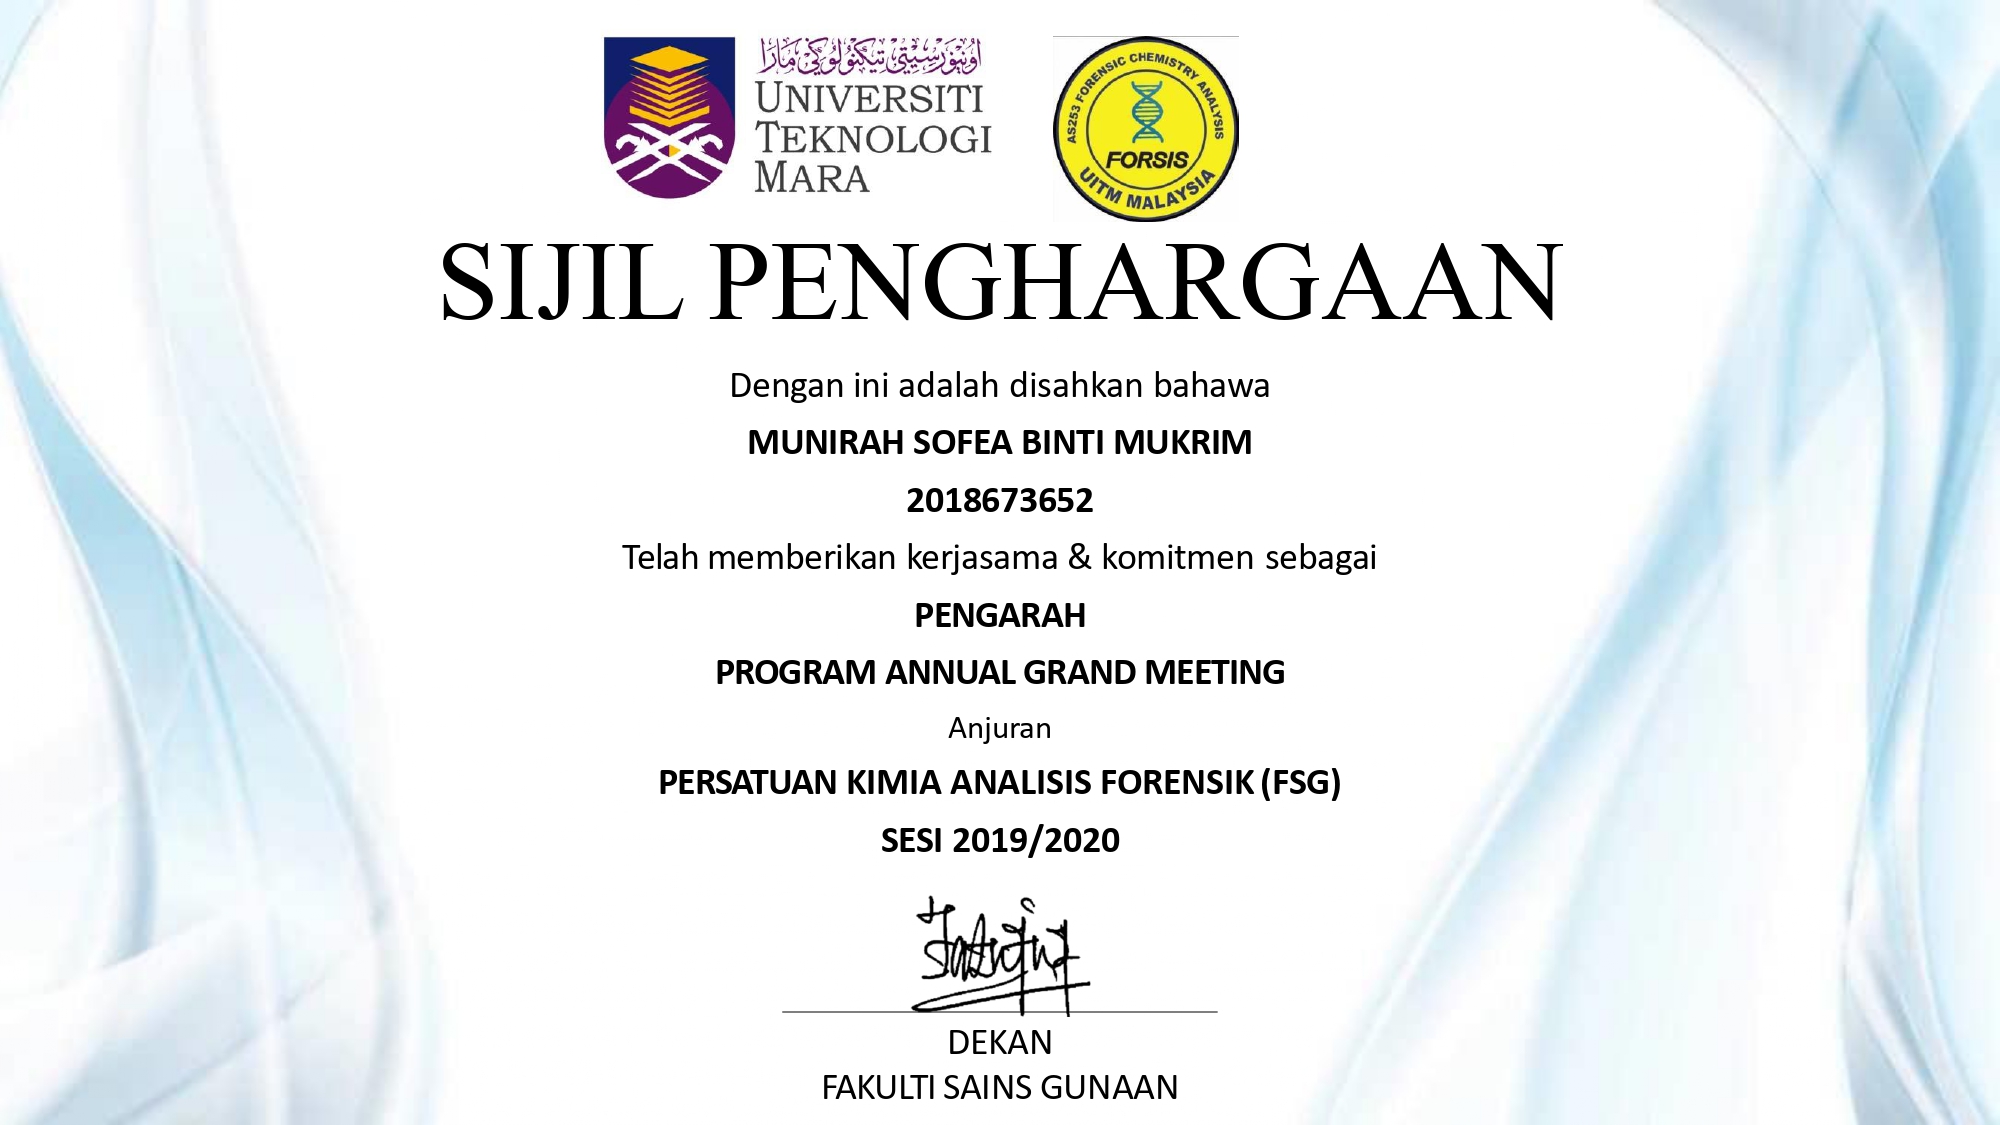 اونيۏرسيتي تيكنولوڬي مارا
UNIVERSITI
TEKNOLOGI
MARA
AS253 FORENSIC CHEMISTRY ANALYSIS
FORSIS
UITM MALAYSIA
SIJIL PENGHARGAAN
Dengan ini adalah disahkan bahawa
MUNIRAH SOFEA BINTI MUKRIM
2018673652
Telah memberikan kerjasama & komitmen sebagai
PENGARAH
PROGRAM ANNUAL GRAND MEETING
Anjuran
PERSATUAN KIMIA ANALISIS FORENSIK (FSG)
SESI 2019/2020
DEKAN
FAKULTI SAINS GUNAAN